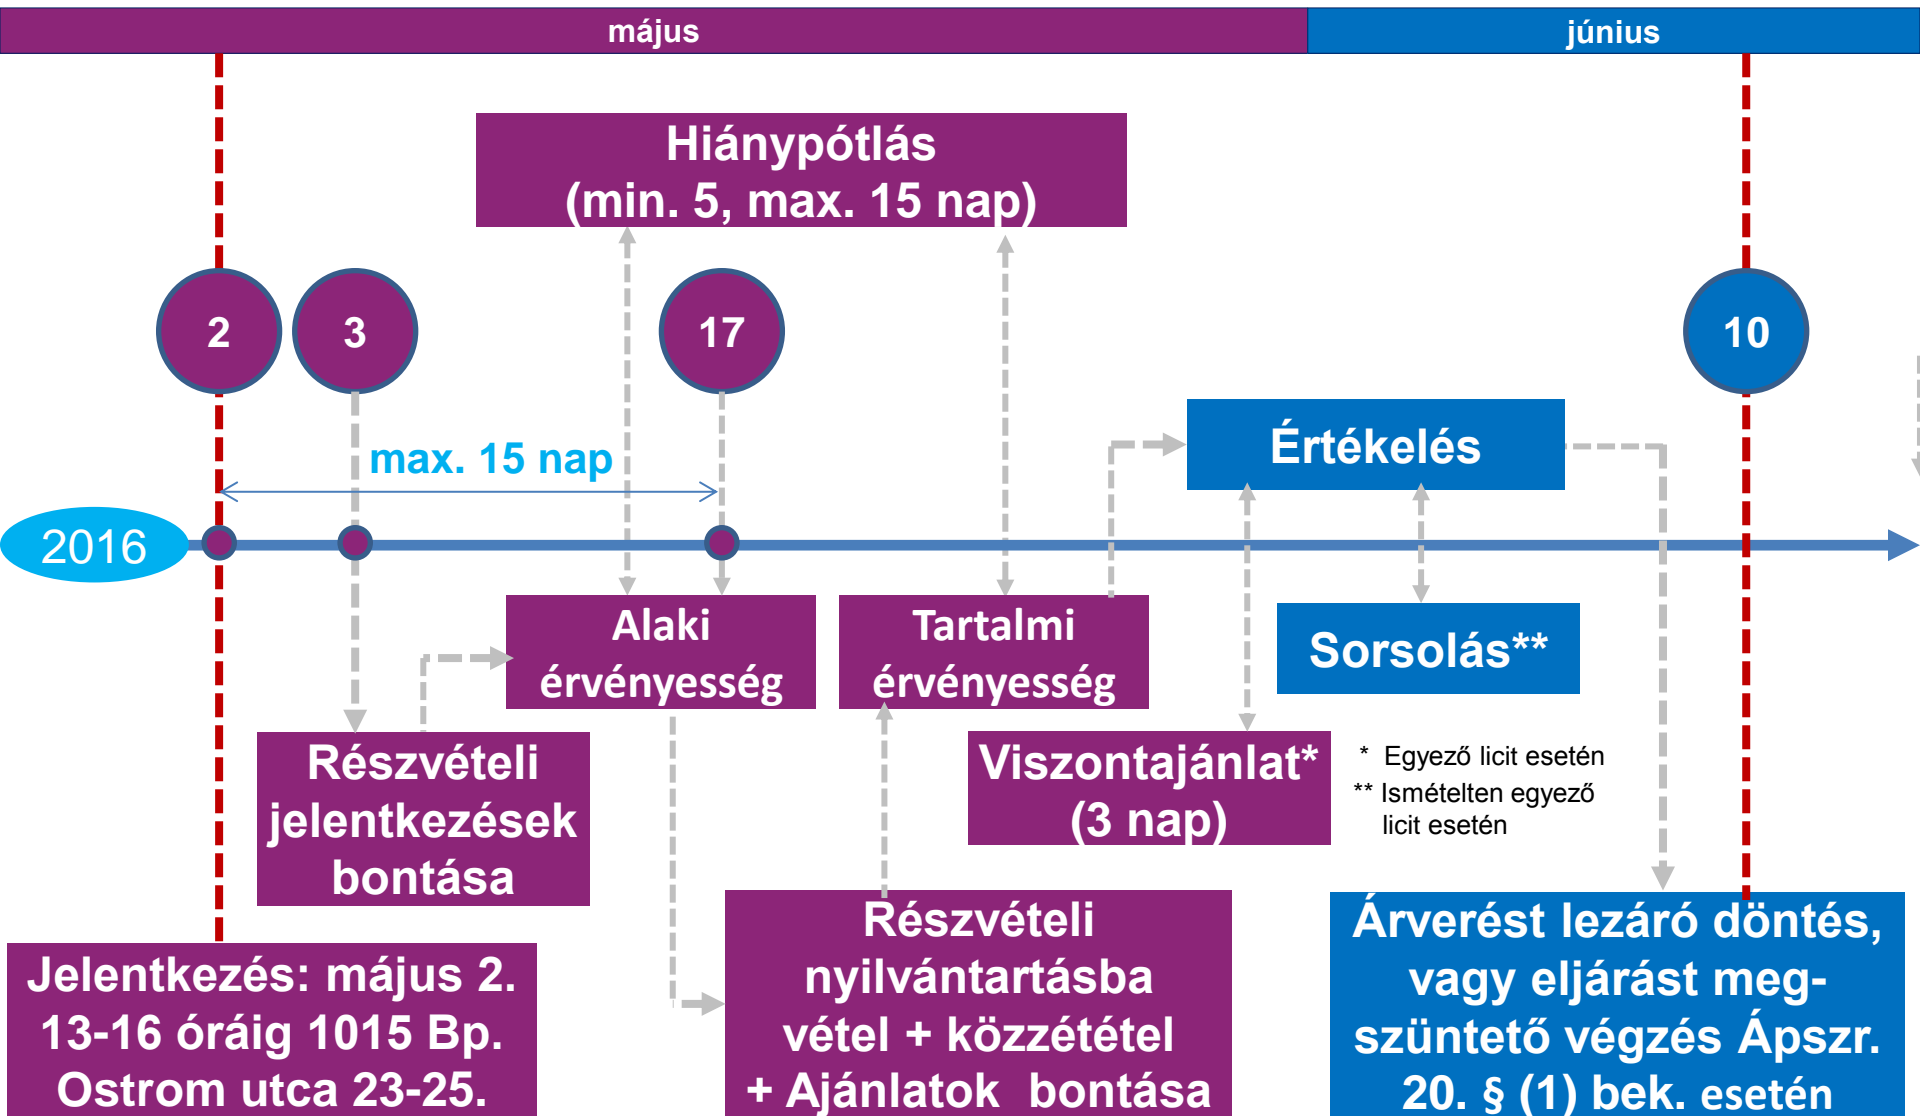 május
június
Hiánypótlás
(min. 5, max. 15 nap)
2
3
17
10
max. 15 nap
Értékelés
2016
Alaki
érvényesség
Tartalmi
érvényesség
Sorsolás**
Részvételi
jelentkezések
bontása
Viszontajánlat*
(3 nap)
* Egyező licit esetén
** Ismételten egyező
licit esetén
Jelentkezés: május 2.
13-16 óráig 1015 Bp.
Ostrom utca 23-25.
Részvételi
nyilvántartásba
vétel + közzététel
+ Ajánlatok bontása
Árverést lezáró döntés,
vagy eljárást meg-
szüntető végzés Ápszr.
20. § (1) bek. esetén